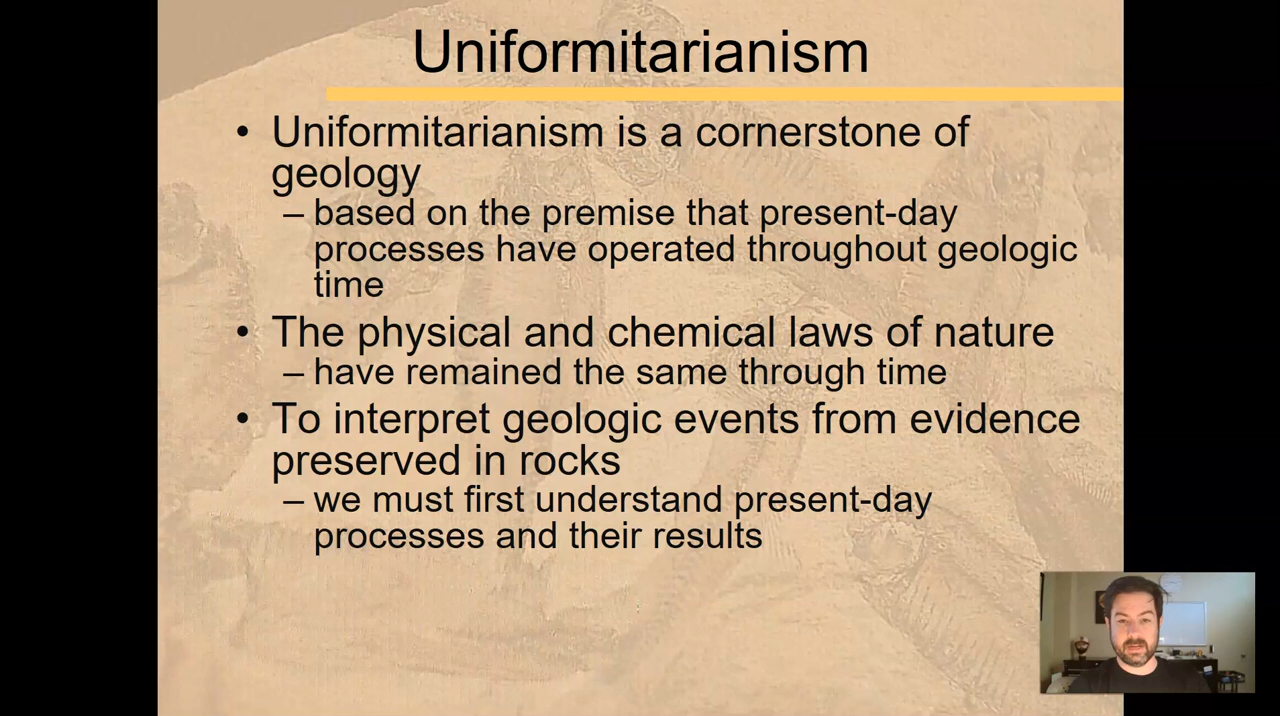 Uniformitarianism
• Uniformitarianism is a cornerstone of
geology
– based on the premise that present-day
processes have operated throughout geologic
time
• The physical and chemical laws of nature
– have remained the same through time
• To interpret geologic events from evidence
preserved in rocks
– we must first understand present-day
processes and their results